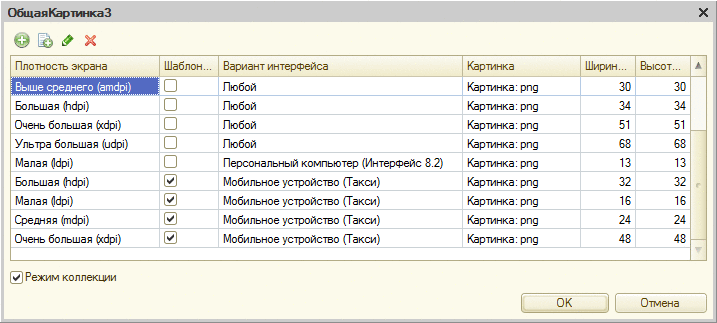 ОбщаяКартинка3
Плотность экрана Шаблон... Вариант интерфейса Картинка Ширин... Высот...
Выше среднего (amdpi) Любой Картинка: png 30 30
Большая (hdpi) Любой Картинка: png 34 34
Очень большая (xdpi) Любой Картинка: png 51 51
Ультра большая (udpi) Любой Картинка: png 68 68
Малая (ldpi) Персональный компьютер (Интерфейс 8.2) Картинка: png 13 13
Большая (hdpi) Мобильное устройство (Такси) Картинка: png 32 32
Малая (ldpi) Мобильное устройство (Такси) Картинка: png 16 16
Средняя (mdpi) Мобильное устройство (Такси) Картинка: png 24 24
Очень большая (xdpi) Мобильное устройство (Такси) Картинка: png 48 48
Режим коллекции
OK Отмена